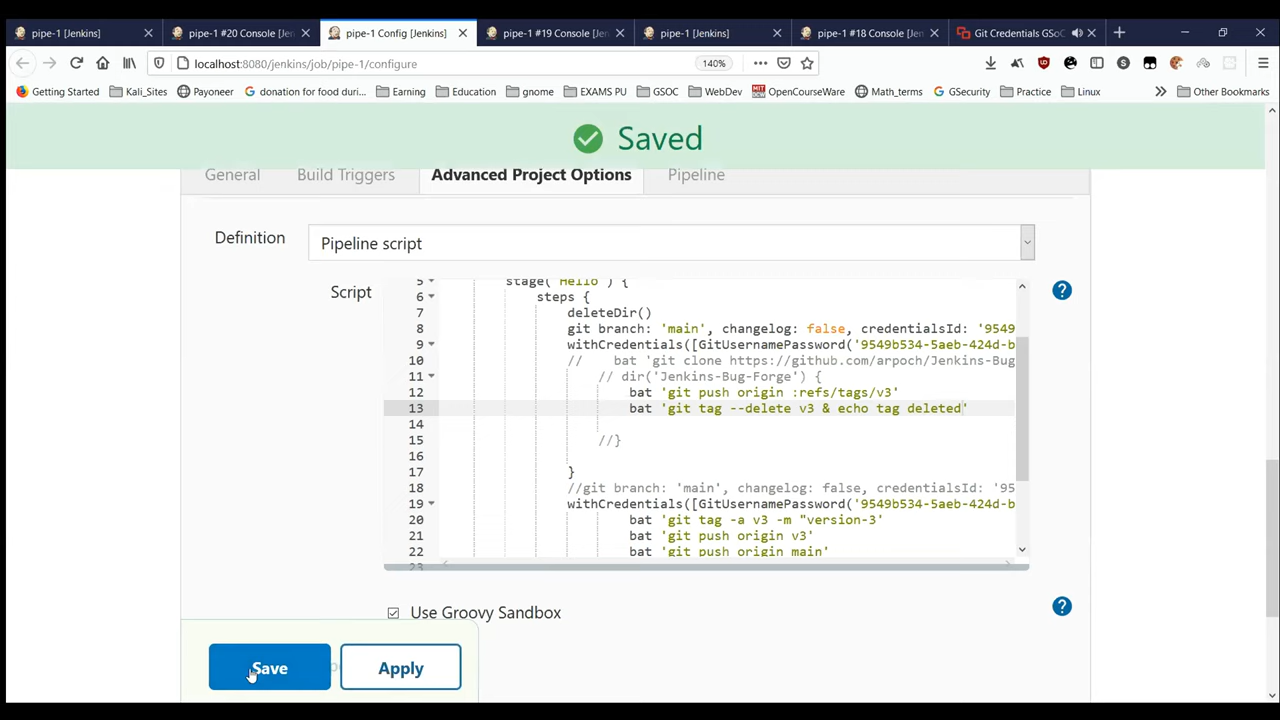 pipe-1 [Jenkins]
pipe-1 #20 Console [Jen
pipe-1 Config [Jenkins]
pipe-1 #19 Console [Jen
pipe-1 [Jenkins]
pipe-1 #18 Console [Jen
Git Credentials GSoC
localhost:8080/jenkins/job/pipe-1/configure
140%
Getting Started
Kali_Sites
Payoneer
donation for food duri...
Earning
Education
gnome
EXAMS PU
GSOC
WebDev
MIT
OpenCourseWare
Math_terms
GSecurity
Practice
Linux
Other Bookmarks
Saved
General
Build Triggers
Advanced Project Options
Pipeline
Definition
Pipeline script
Script
5 stage('Hello') {
6 steps {
7 deleteDir()
8 git branch: 'main', changelog: false, credentialsId: '9549
9 withCredentials([GitUsernamePassword('9549b534-5aeb-424d-b
10 // bat 'git clone https://github.com/arpoch/Jenkins-Bug
11 // dir('Jenkins-Bug-Forge') {
12 bat 'git push origin :refs/tags/v3'
13 bat 'git tag --delete v3 & echo tag deleted'
14
15 //}
16
17 }
18 //git branch: 'main', changelog: false, credentialsId: '95
19 withCredentials([GitUsernamePassword('9549b534-5aeb-424d-b
20 bat 'git tag -a v3 -m "version-3'
21 bat 'git push origin v3'
22 bat 'git push origin main'
23
Use Groovy Sandbox
Save
Apply